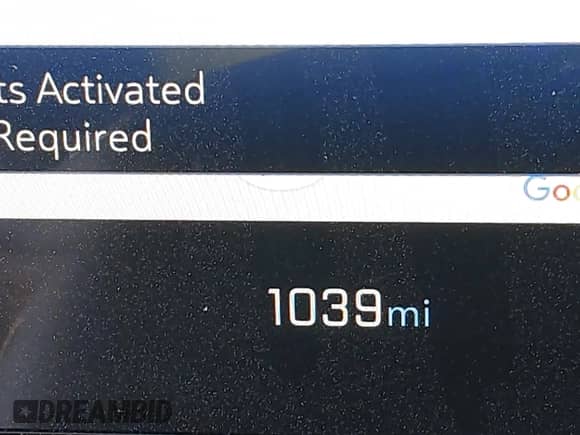 ts Activated
Required
Goo
1039mi
DREAMBID